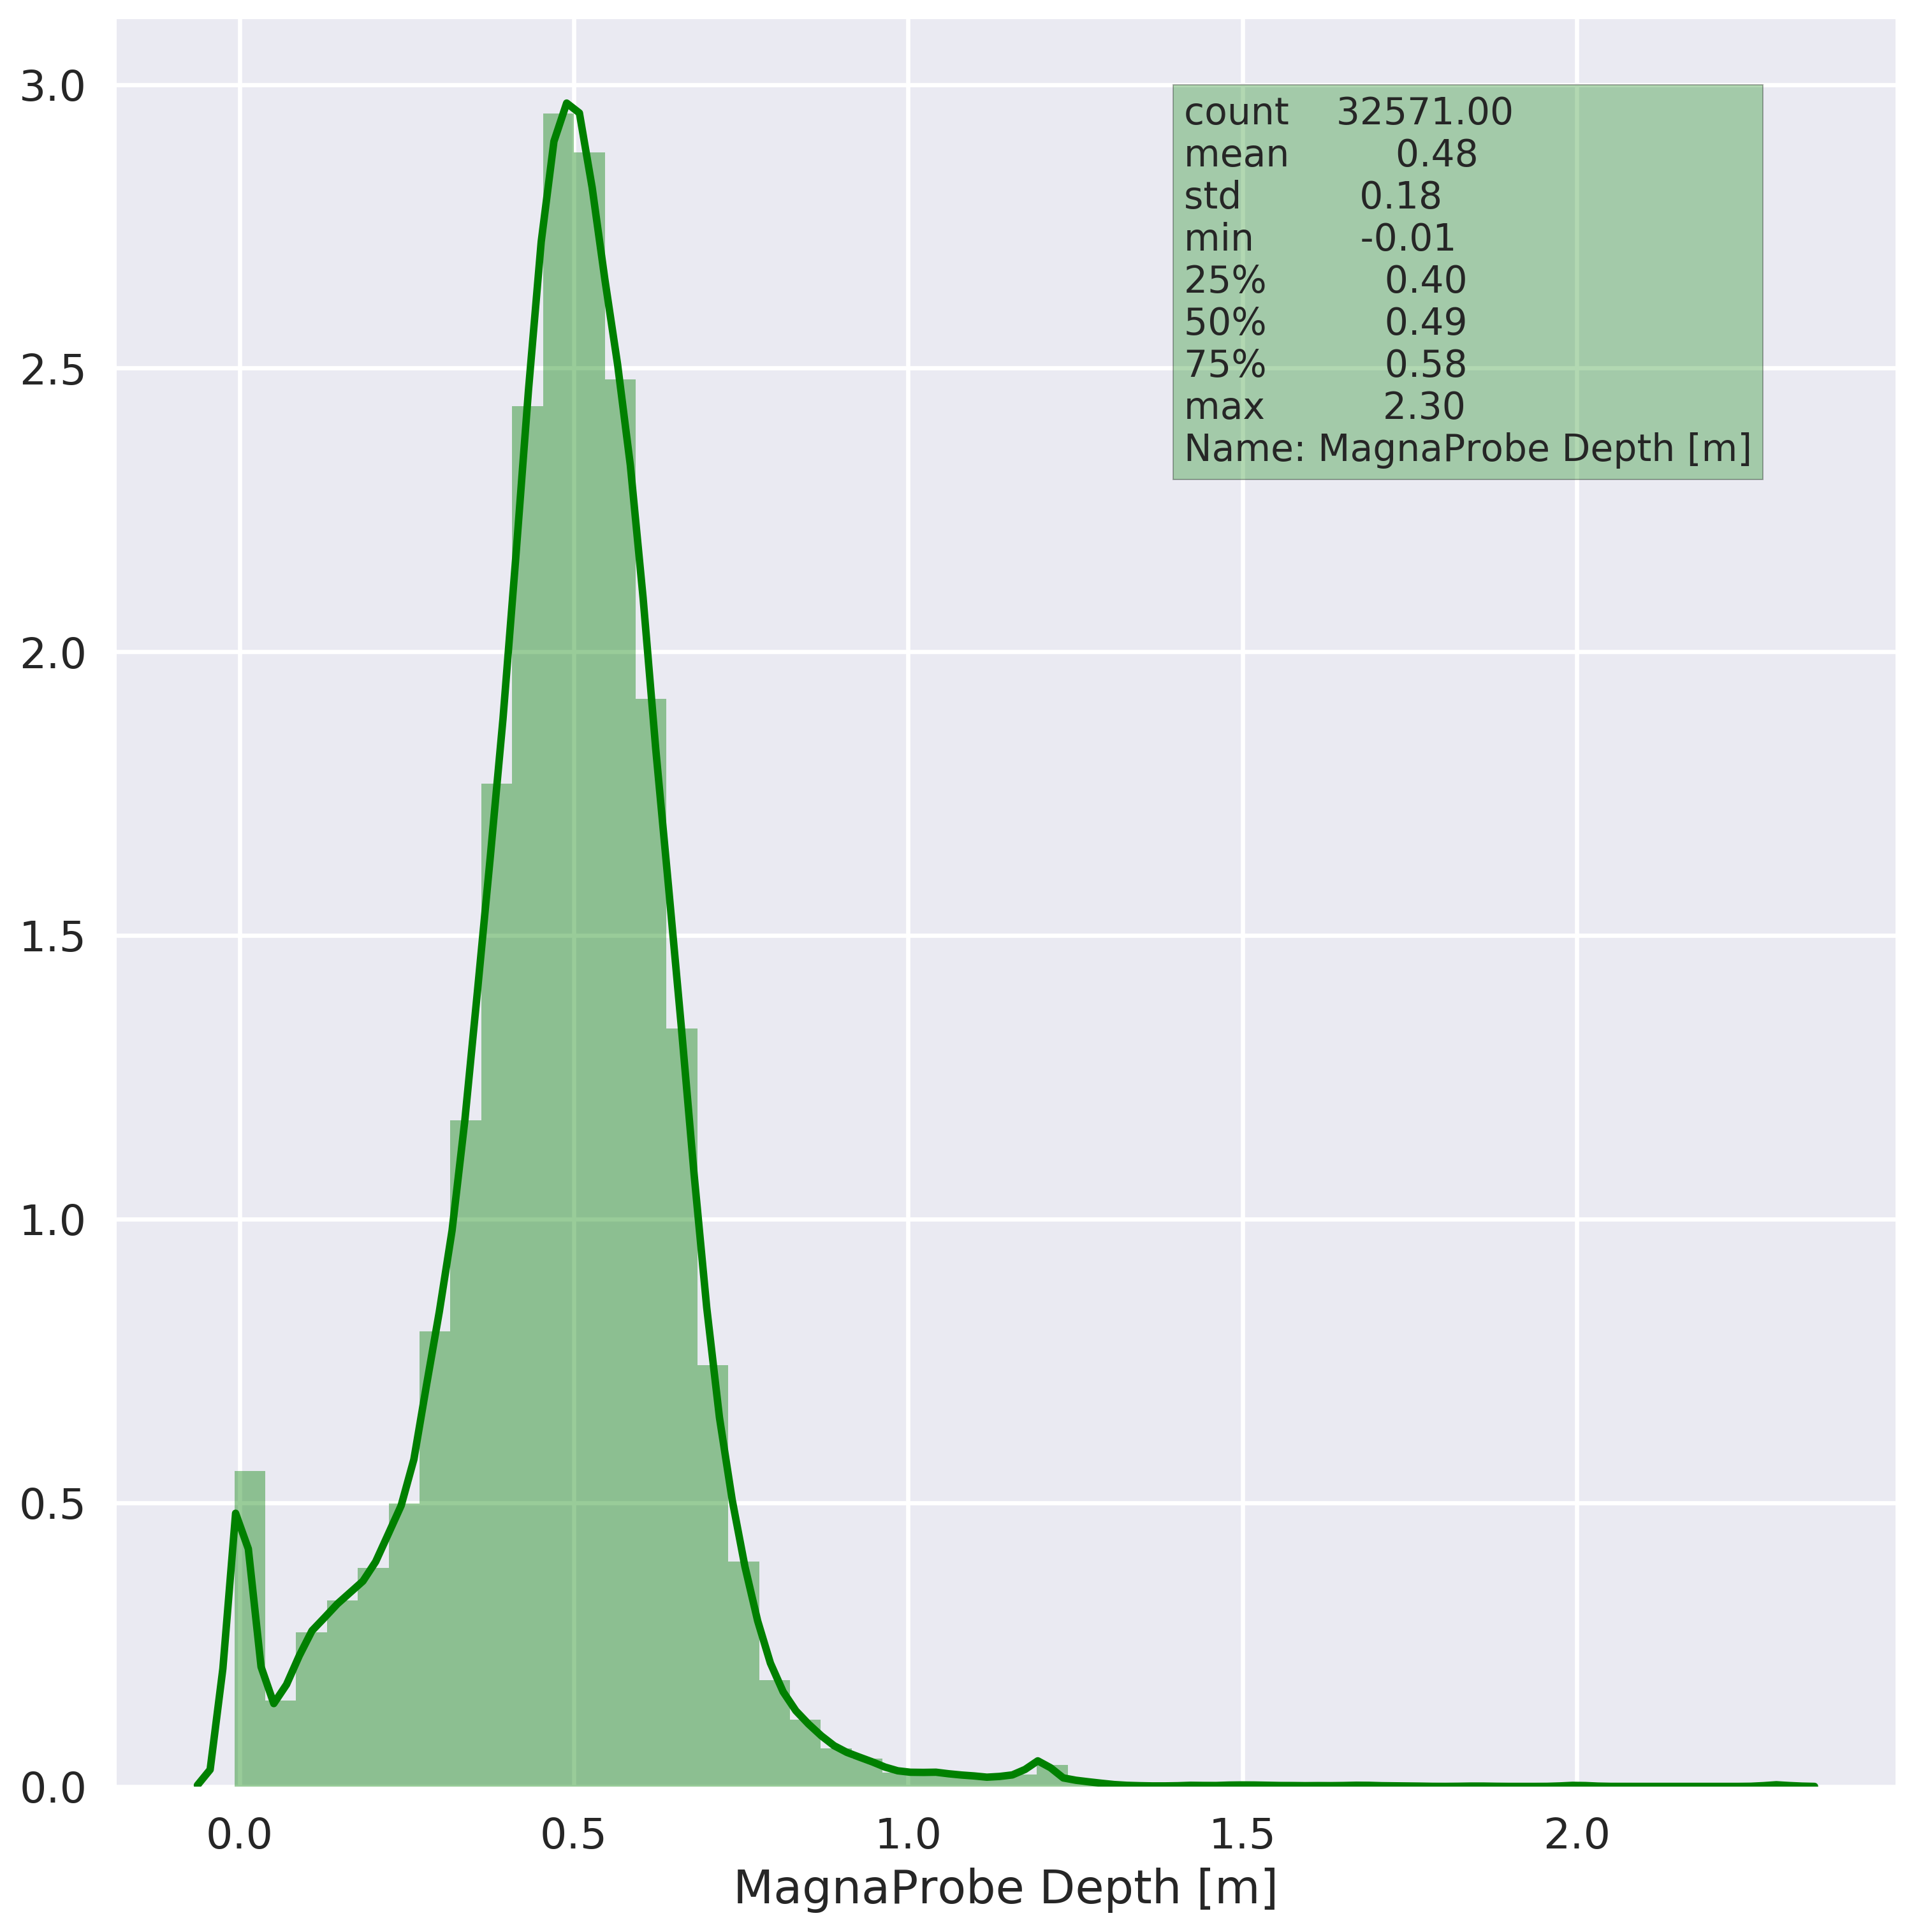 3.0
2.5
2.0
1.5
1.0
0.5
0.0
count 32571.00
mean 0.48
std 0.18
min -0.01
25% 0.40
50% 0.49
75% 0.58
max 2.30
Name: MagnaProbe Depth [m]
0.0 0.5 1.0 1.5 2.0
MagnaProbe Depth [m]